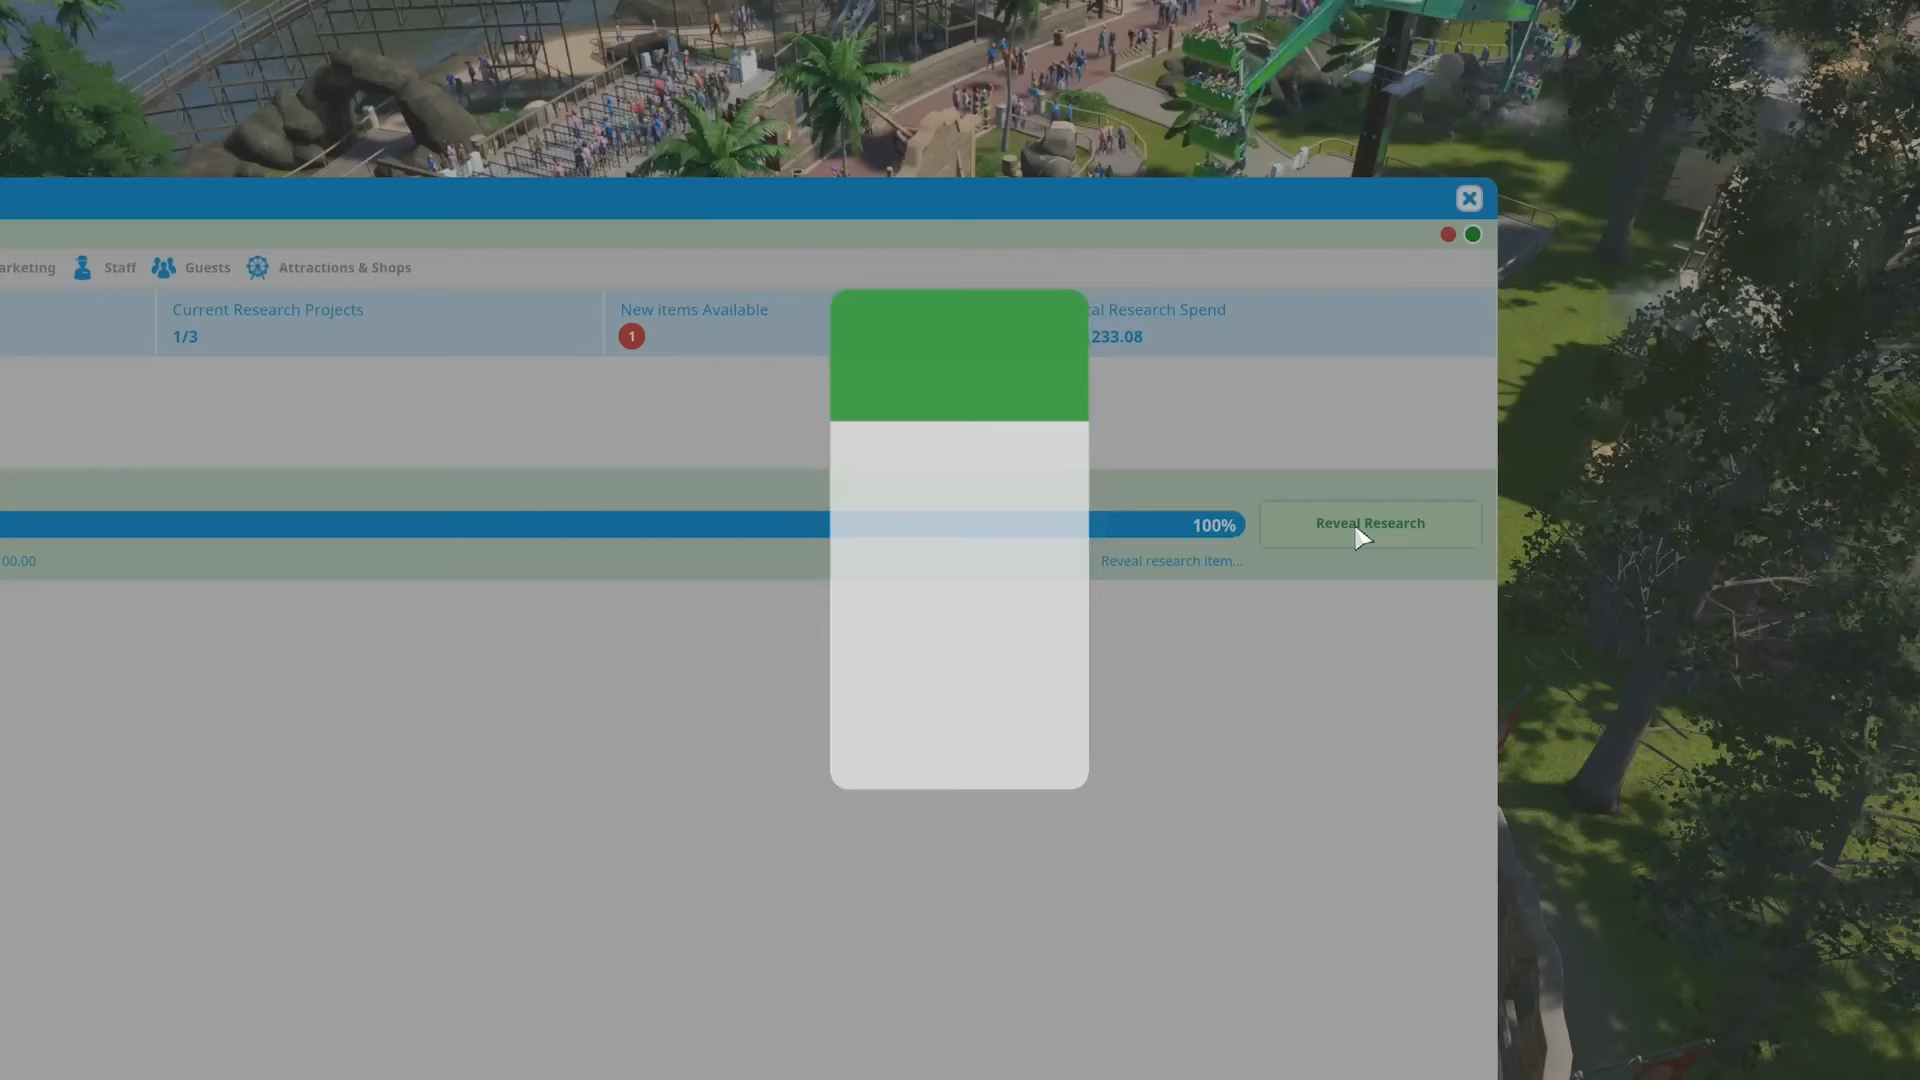 arketing Staff Guests Attractions & Shops
Current Research Projects New items Available al Research Spend
1/3 1 233.08
100% Reveal Research
00.00 Reveal research item...